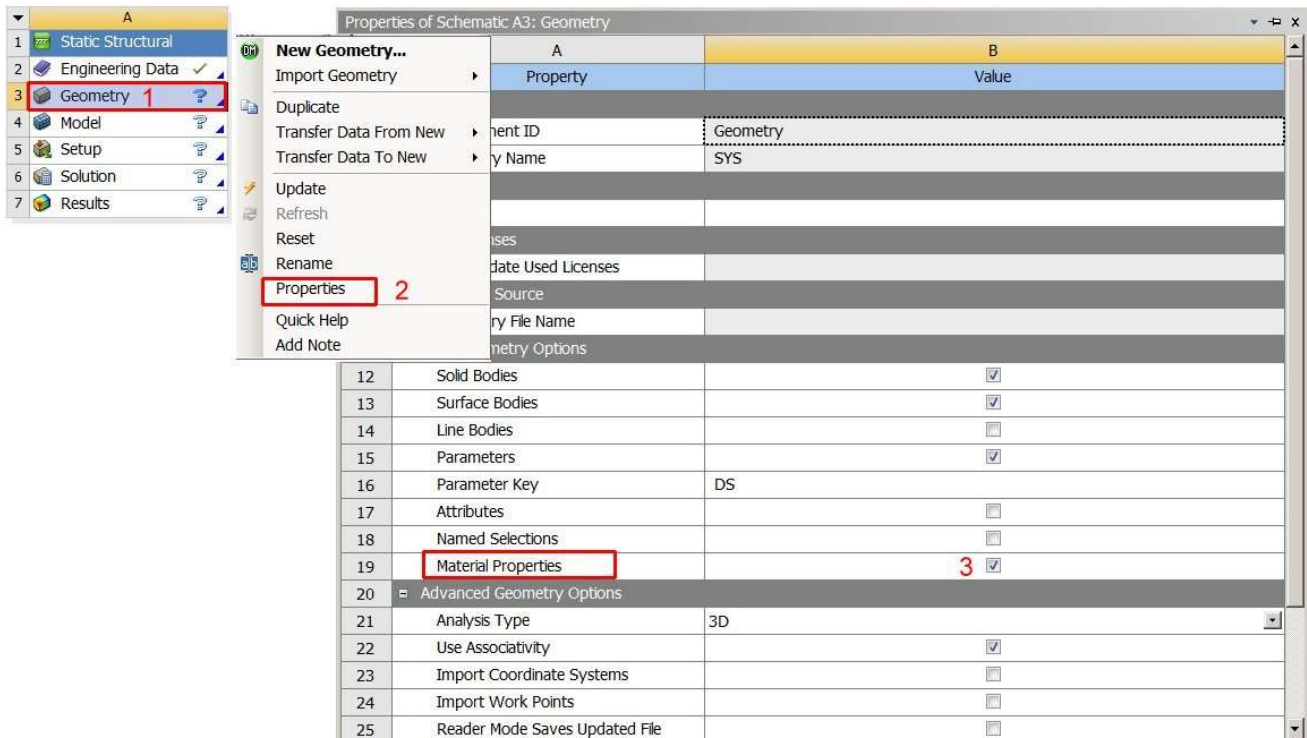 A
1 Static Structural
2 Engineering Data
3 Geometry 1 ?
4 Model ?
5 Setup ?
6 Solution ?
7 Results ?
New Geometry...
Import Geometry
Duplicate
Transfer Data From New
Transfer Data To New
Update
Refresh
Reset
Rename
Properties 2
Quick Help
Add Note
Properties of Schematic A3: Geometry
A B
Property Value
nent ID Geometry
ry Name SYS
nses
date Used Licenses
Source
ry File Name
metry Options
12 Solid Bodies
13 Surface Bodies
14 Line Bodies
15 Parameters
16 Parameter Key DS
17 Attributes
18 Named Selections
19 Material Properties 3
20 Advanced Geometry Options
21 Analysis Type 3D
22 Use Associativity
23 Import Coordinate Systems
24 Import Work Points
25 Reader Mode Saves Updated File